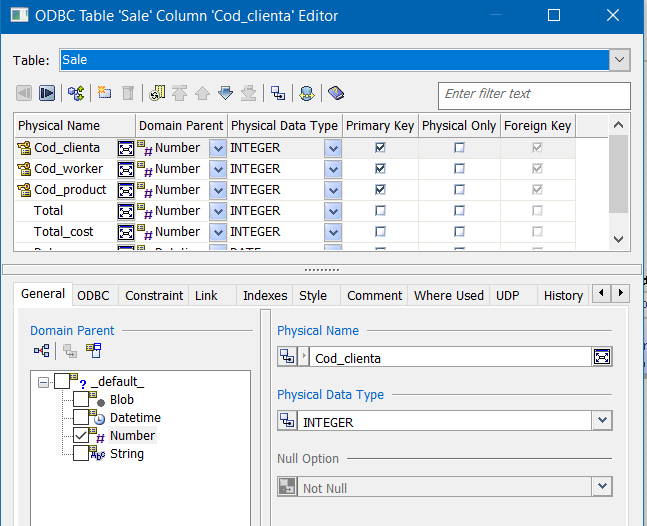 ODBC Table 'Sale' Column 'Cod_clienta' Editor
Table: Sale
Enter filter text
Physical Name Domain Parent Physical Data Type Primary Key Physical Only Foreign Key
Cod_clienta Number INTEGER
Cod_worker Number INTEGER
Cod_product Number INTEGER
Total Number INTEGER
Total_cost Number INTEGER
General ODBC Constraint Link Indexes Style Comment Where Used UDP History
Domain Parent
_default_
Blob
Datetime
Number
String
Physical Name
Cod_clienta
Physical Data Type
INTEGER
Null Option
Not Null